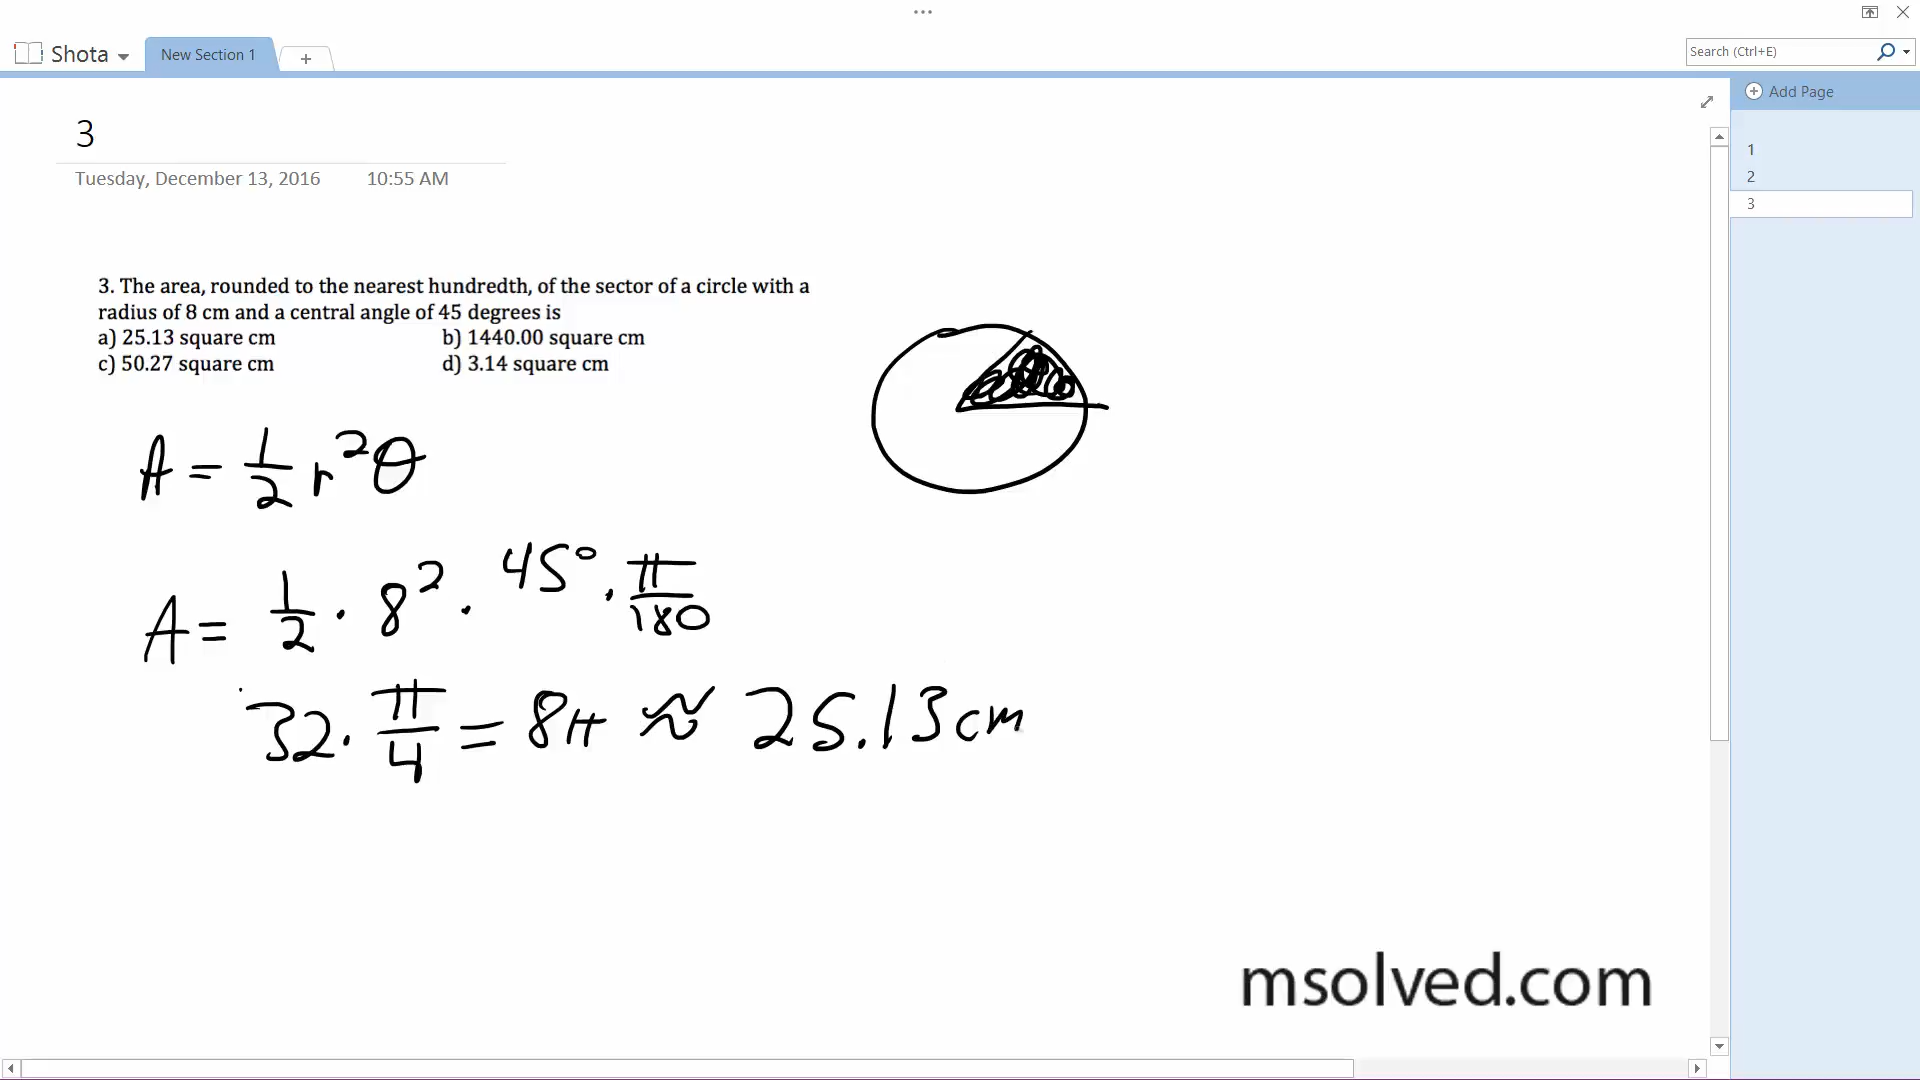 ...
Shota
New Section 1
+
Search (Ctrl+E)
Add Page
3
1
Tuesday, December 13, 2016 10:55 AM
2
3
3. The area, rounded to the nearest hundredth, of the sector of a circle with a
radius of 8 cm and a central angle of 45 degrees is
a) 25.13 square cm b) 1440.00 square cm
c) 50.27 square cm d) 3.14 square cm
A = 1/2 r²θ
A = 1/2 · 8² · 45° · π/180
32 · π/4 = 8π ≈ 25.13 cm
msolved.com